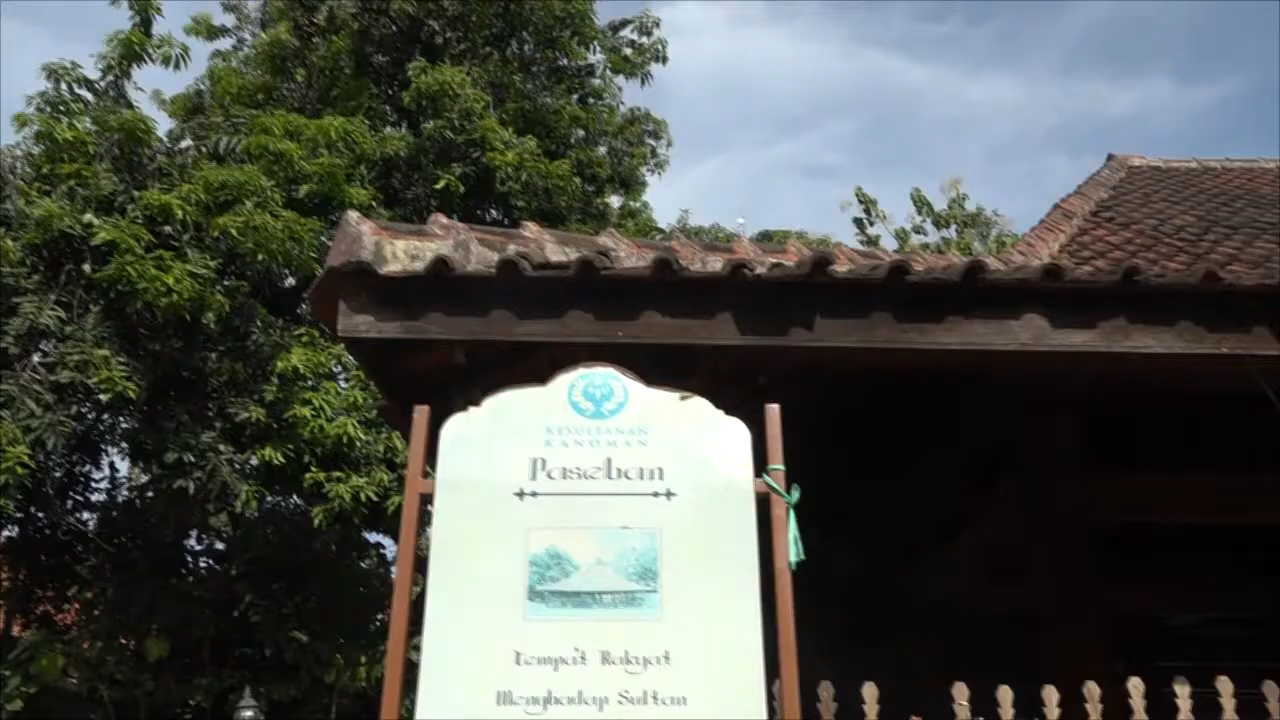 KESULTANAN
KANOMAN
Paseban
Tempat Rakyat
Menghadap Sultan